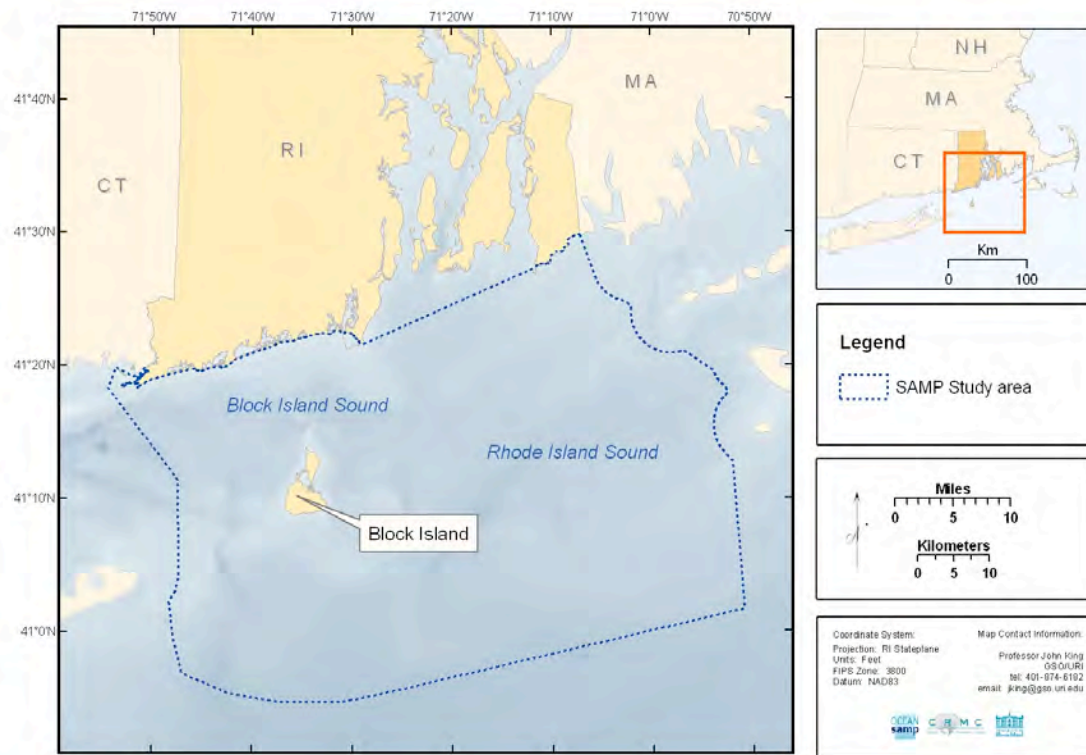 71°50'W 71°40'W 71°30'W 71°20'W 71°10'W 71°0'W 70°50'W
41°40'N
41°30'N
41°20'N
41°10'N
41°0'N
CT
RI
MA
Block Island Sound
Rhode Island Sound
Block Island
NH
MA
CT
Km
0 100
Legend
SAMP Study area
Miles
0 5 10
Kilometers
0 5 10
Coordinate System:
Projection: RI Stateplane
Units: Feet
FIPS Zone: 3800
Datum: NAD83
Map Contact Information:
Professor John King
GSO/URI
tel: 401-874-6182
email: jking@gso.uri.edu
OCEAN
samp
CRMC